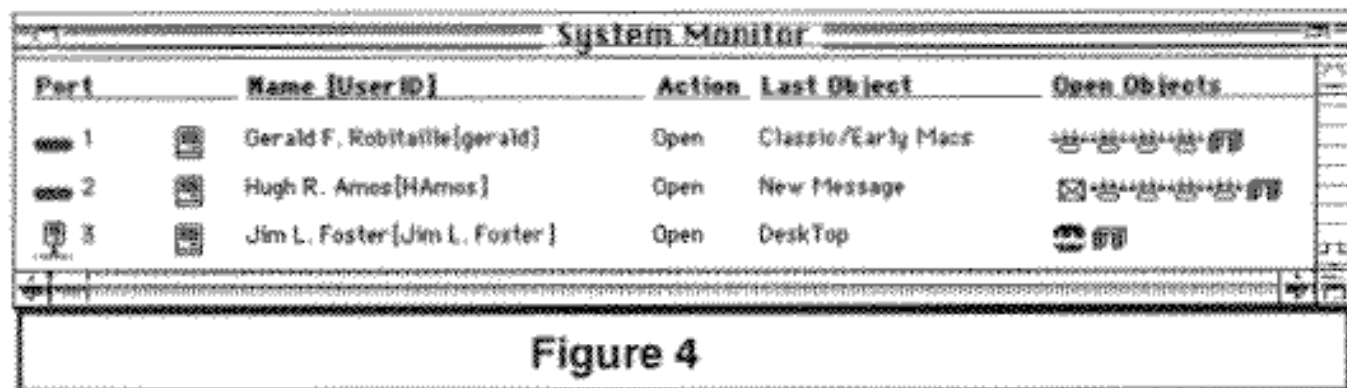 System Monitor
Port Name [UserID] Action Last Object Open Objects
1 Gerald F. Robitaille[gerald] Open Classic/Early Macs
2 Hugh R. Amos[HAmos] Open New Message
3 Jim L. Foster[Jim L. Foster] Open DeskTop
Figure 4